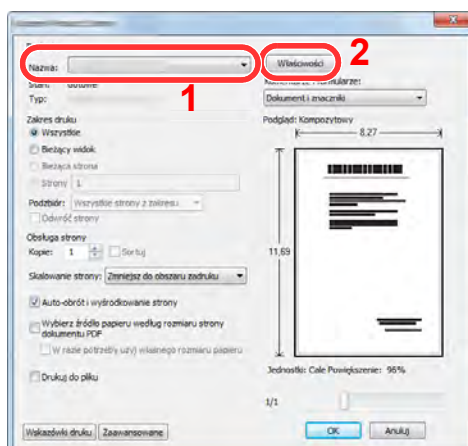 2
Nazwa:
Właściwości
1
Stan: Gotowe
Komentarze i formularze:
Typ:
Dokument i znaczniki
Zakres druku
Podgląd: Kompozytowy
Wszystkie
8,27
Bieżący widok
Bieżąca strona
Strony 1
Podzbiór: Wszystkie strony z zakresu
Odwróć strony
Obsługa strony
Kopie: 1 Sortuj
11,69
Skalowanie strony: Zmniejsz do obszaru zadruku
Auto-obrót i wyśrodkowanie strony
Wybierz źródło papieru według rozmiaru strony
dokumentu PDF
W razie potrzeby użyj własnego rozmiaru papieru
Jednostki: Cale Powiększenie: 96%
Drukuj do pliku
1/1
Wskazówki druku Zaawansowane OK Anuluj